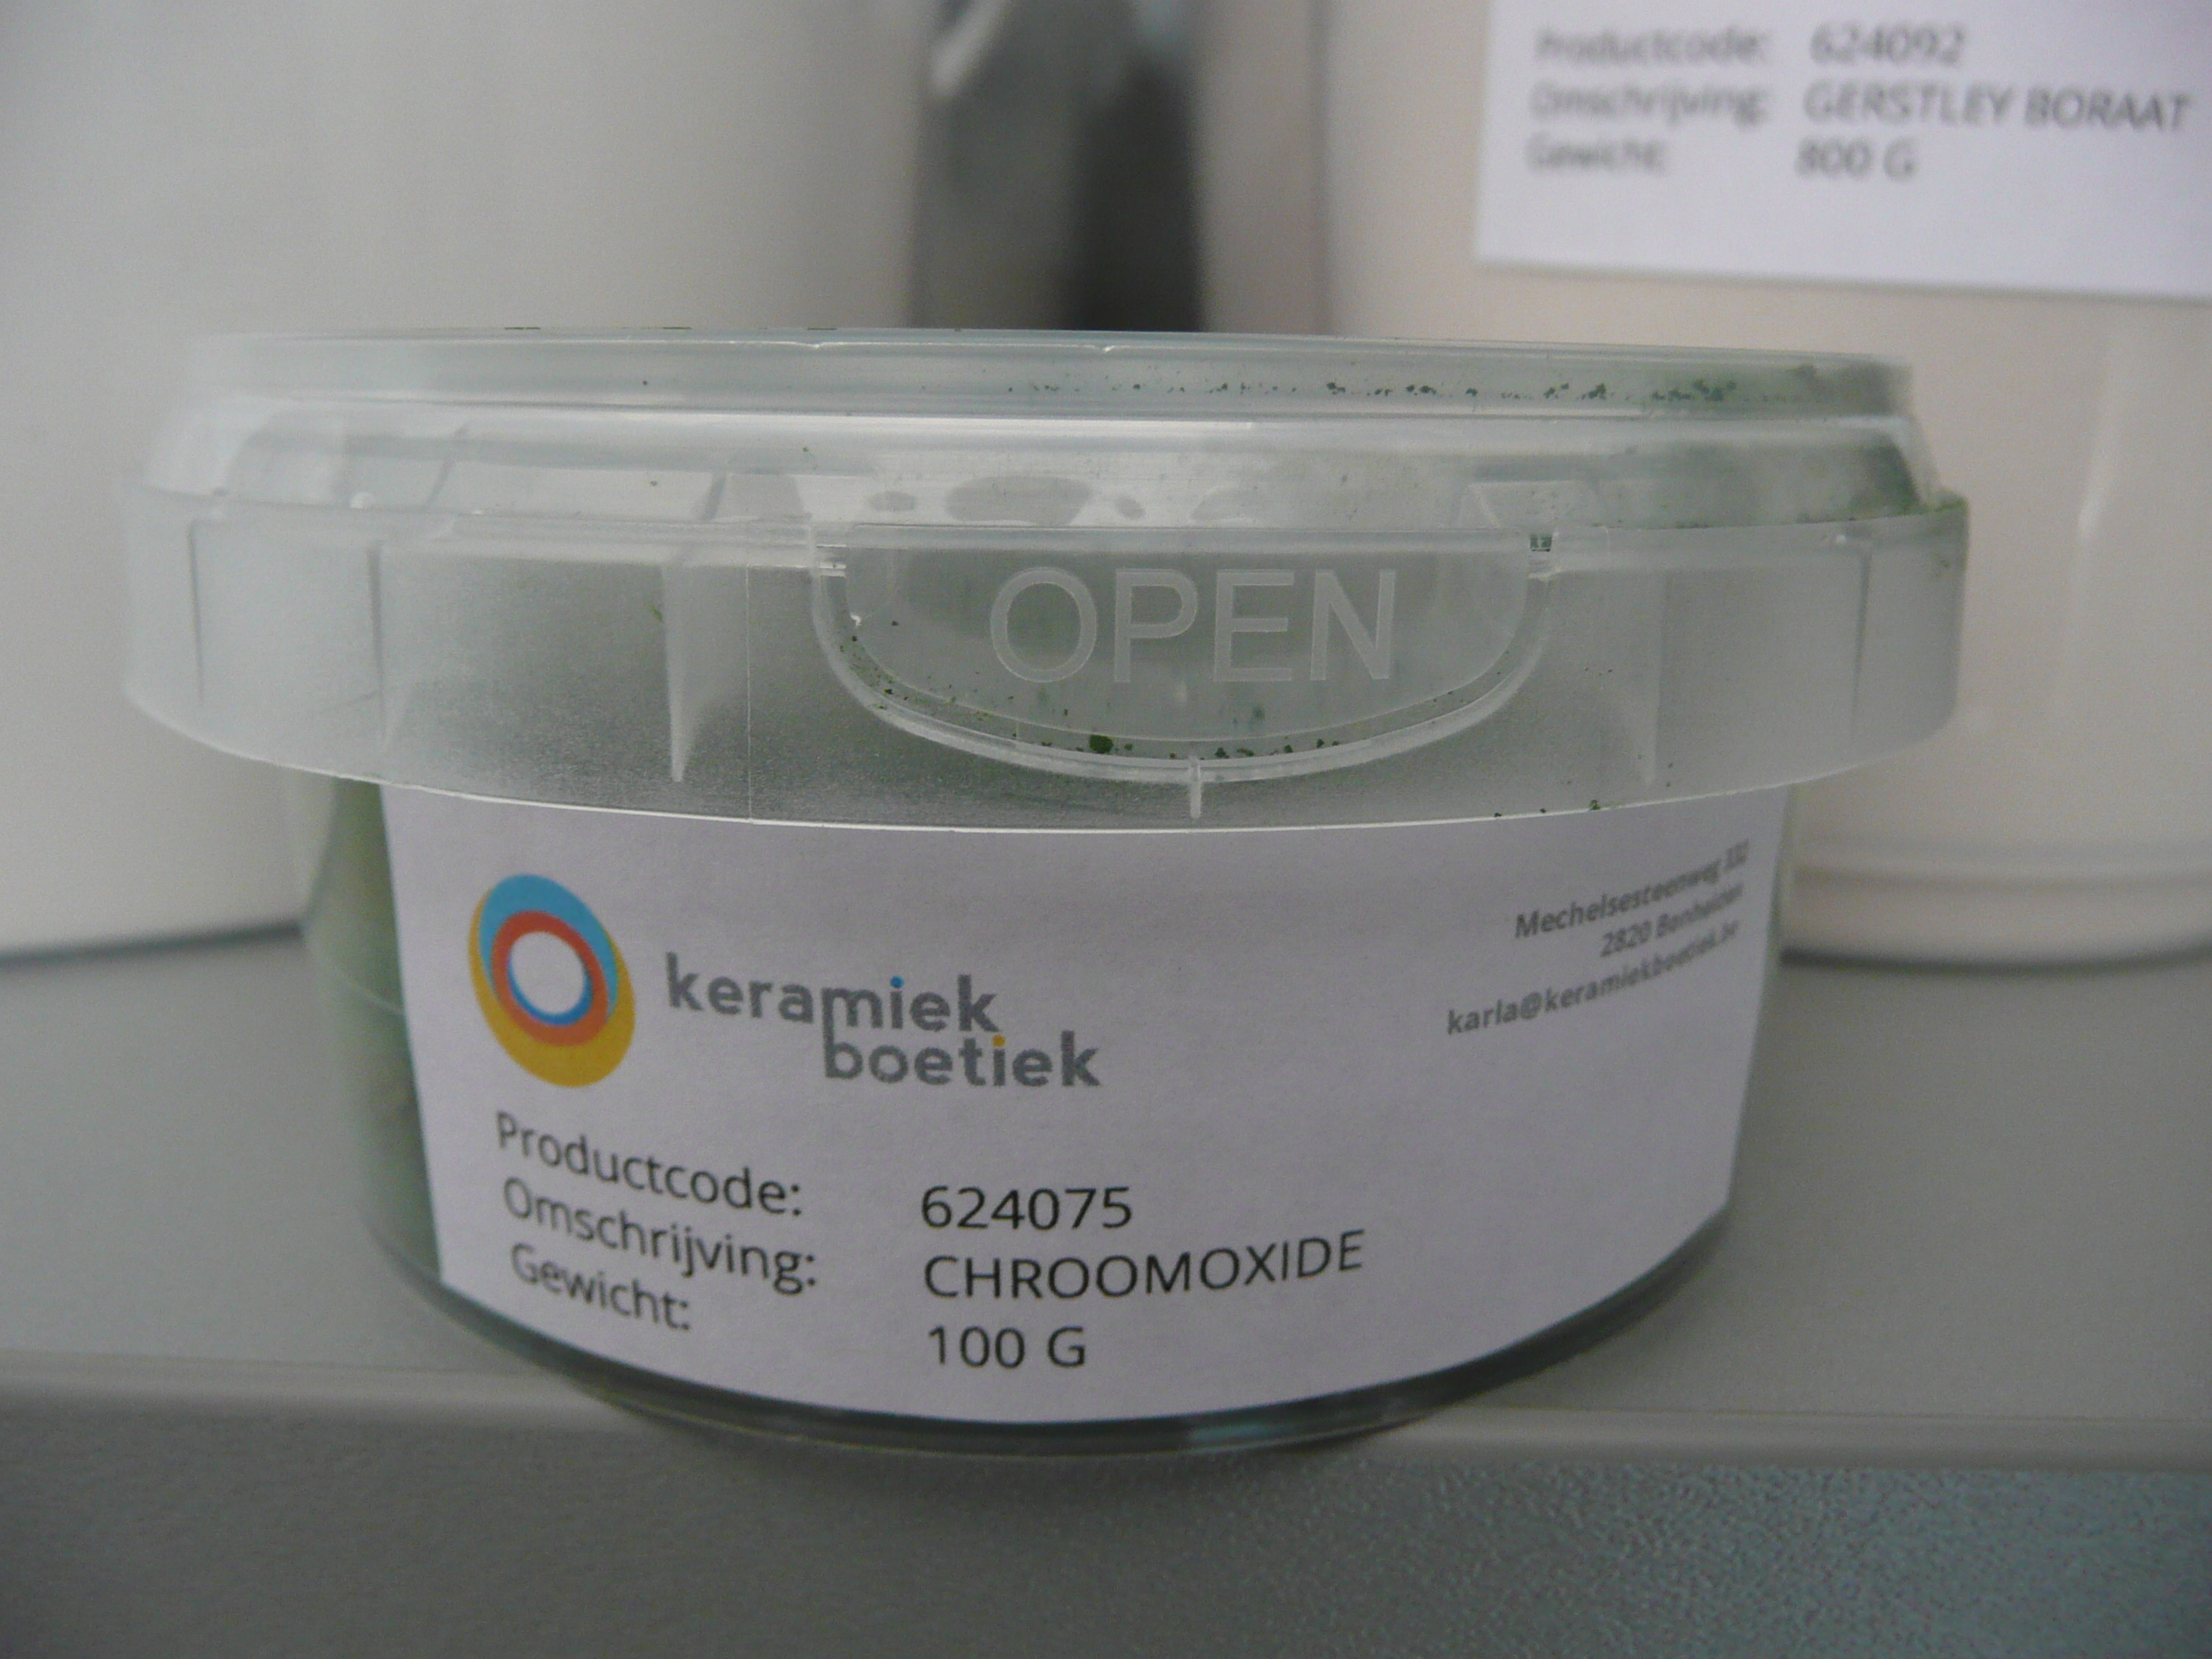 Productcode: 624092
Omschrijving: GERSTLEY BORAAT
Gewicht: 800 G
OPEN
keramiek
boetiek
Mechelsesteenweg
2820 Bonheiden
karla@keramiekboetiek.be
Productcode: 624075
Omschrijving: CHROOMOXIDE
Gewicht: 100 G